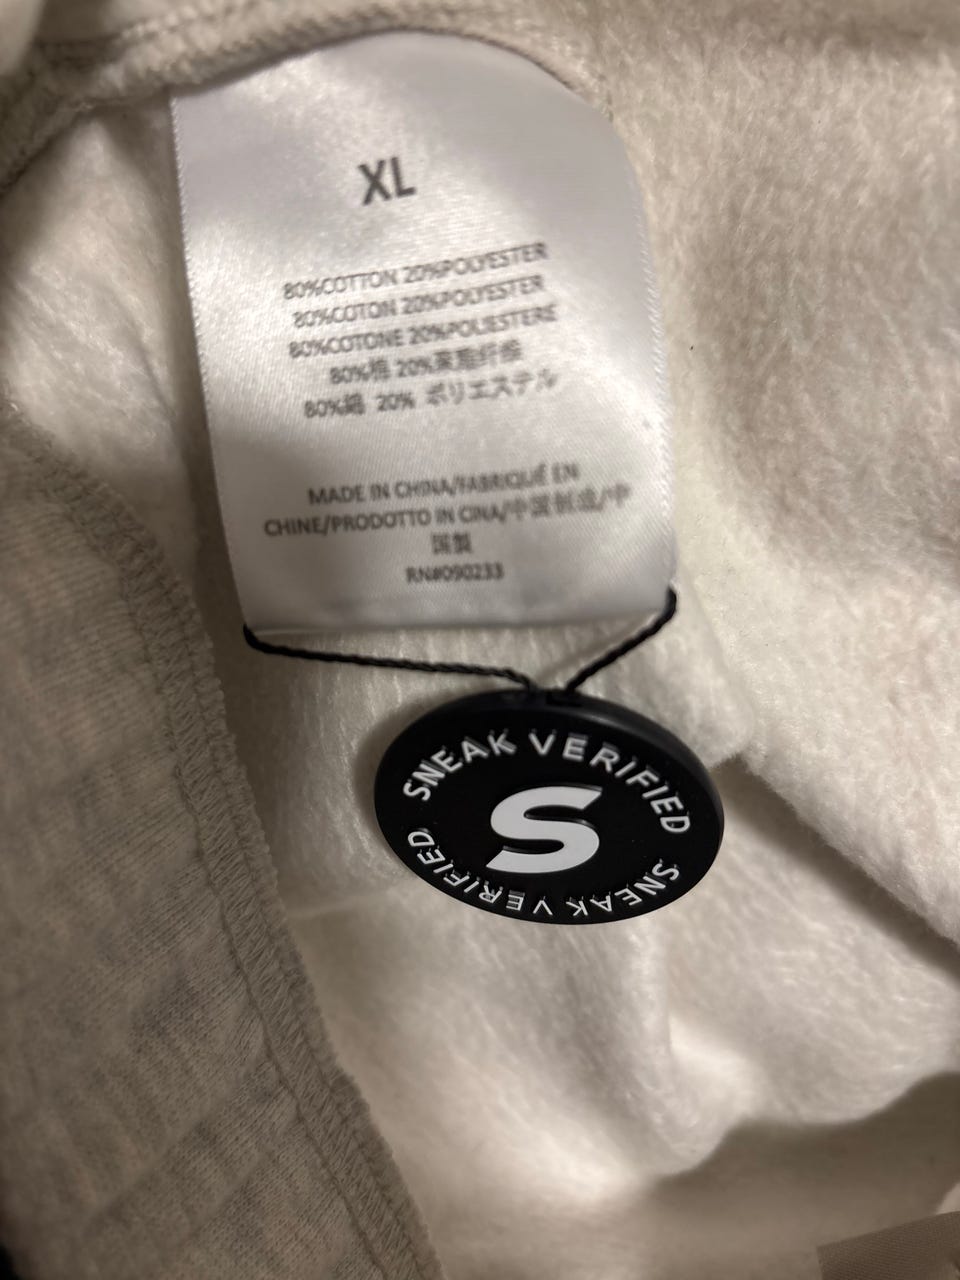 XL
80%COTTON 20%POLYESTER
80%COTON 20%POLYESTER
80%COTONE 20%POLIESTERE
80%棉 20%聚酯纤维
80%綿 20% ポリエステル
MADE IN CHINA/FABRIQUÉ EN
CHINE/PRODOTTO IN CINA/中国制造/中
国製
RN#090233
SNEAK VERIFIED
S
SNEAK VERIFIED